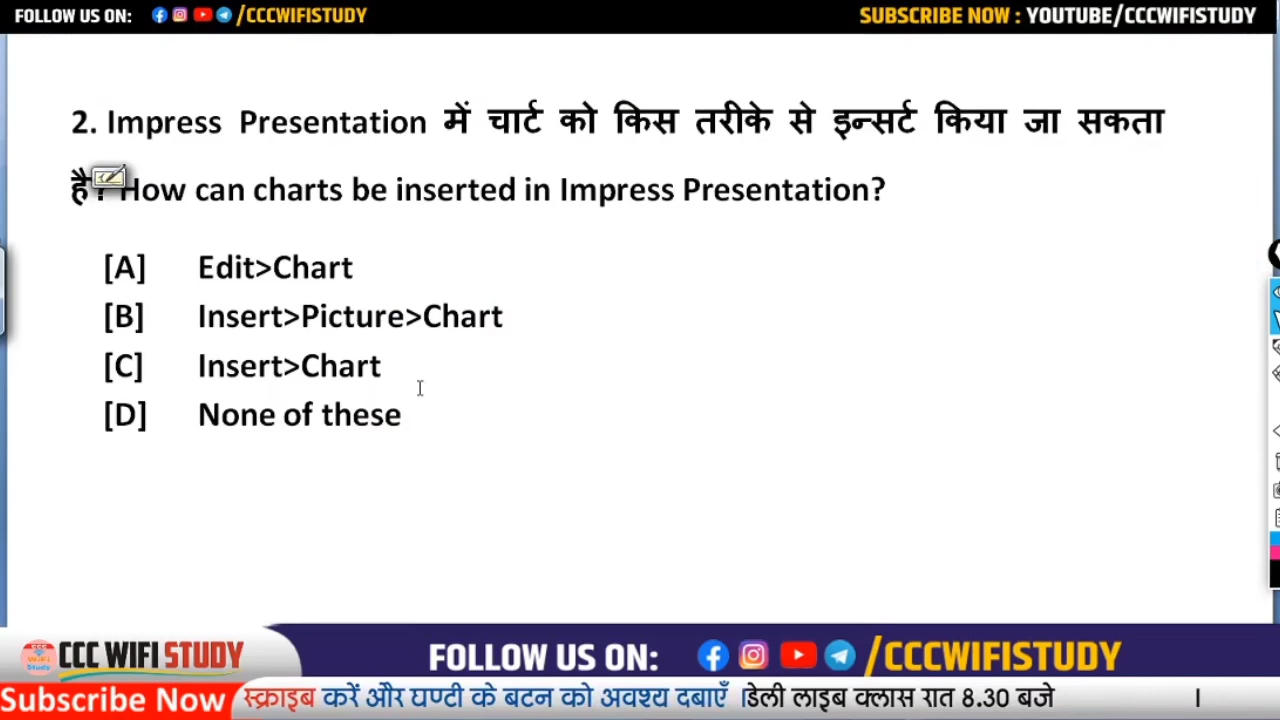 FOLLOW US ON: /CCCWIFISTUDY SUBSCRIBE NOW : YOUTUBE/CCCWIFISTUDY
2. Impress Presentation में चार्ट को किस तरीके से इन्सर्ट किया जा सकता
है? How can charts be inserted in Impress Presentation?
[A] Edit>Chart
[B] Insert>Picture>Chart
[C] Insert>Chart
[D] None of these
CCC WIFI STUDY FOLLOW US ON: /CCCWIFISTUDY
Subscribe Now स्क्राइब करें और घण्टी के बटन को अवश्य दबाएँ ।डेली लाइब क्लास रात 8.30 बजे ।